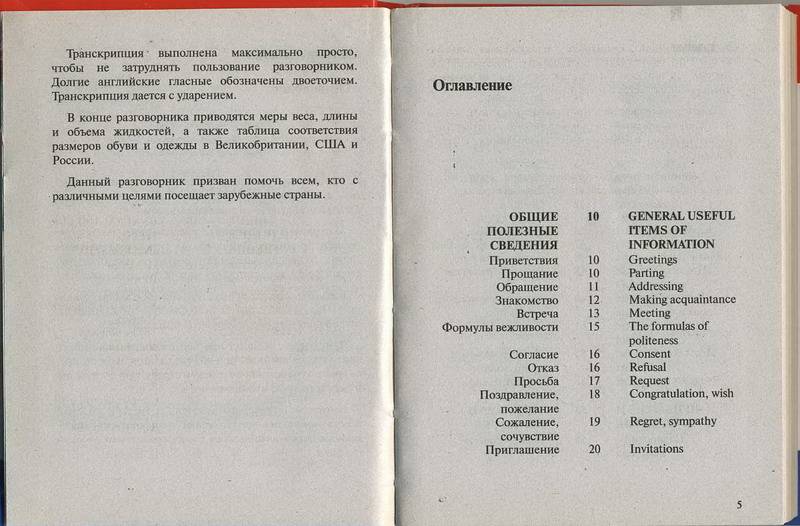 Транскрипция выполнена максимально просто,
чтобы не затруднять пользование разговорником.
Долгие английские гласные обозначены двоеточием.
Транскрипция дается с ударением.
В конце разговорника приводятся меры веса, длины
и объема жидкостей, а также таблица соответствия
размеров обуви и одежды в Великобритании, США и
России.
Данный разговорник призван помочь всем, кто с
различными целями посещает зарубежные страны.
Оглавление
ОБЩИЕ 10 GENERAL USEFUL
ПОЛЕЗНЫЕ ITEMS OF
СВЕДЕНИЯ INFORMATION
Приветствия 10 Greetings
Прощание 10 Parting
Обращение 11 Addressing
Знакомство 12 Making acquaintance
Встреча 13 Meeting
Формулы вежливости 15 The formulas of
politeness
Согласие 16 Consent
Отказ 16 Refusal
Просьба 17 Request
Поздравление, 18 Congratulation, wish
пожелание
Сожаление, 19 Regret, sympathy
сочувствие
Приглашение 20 Invitations
5